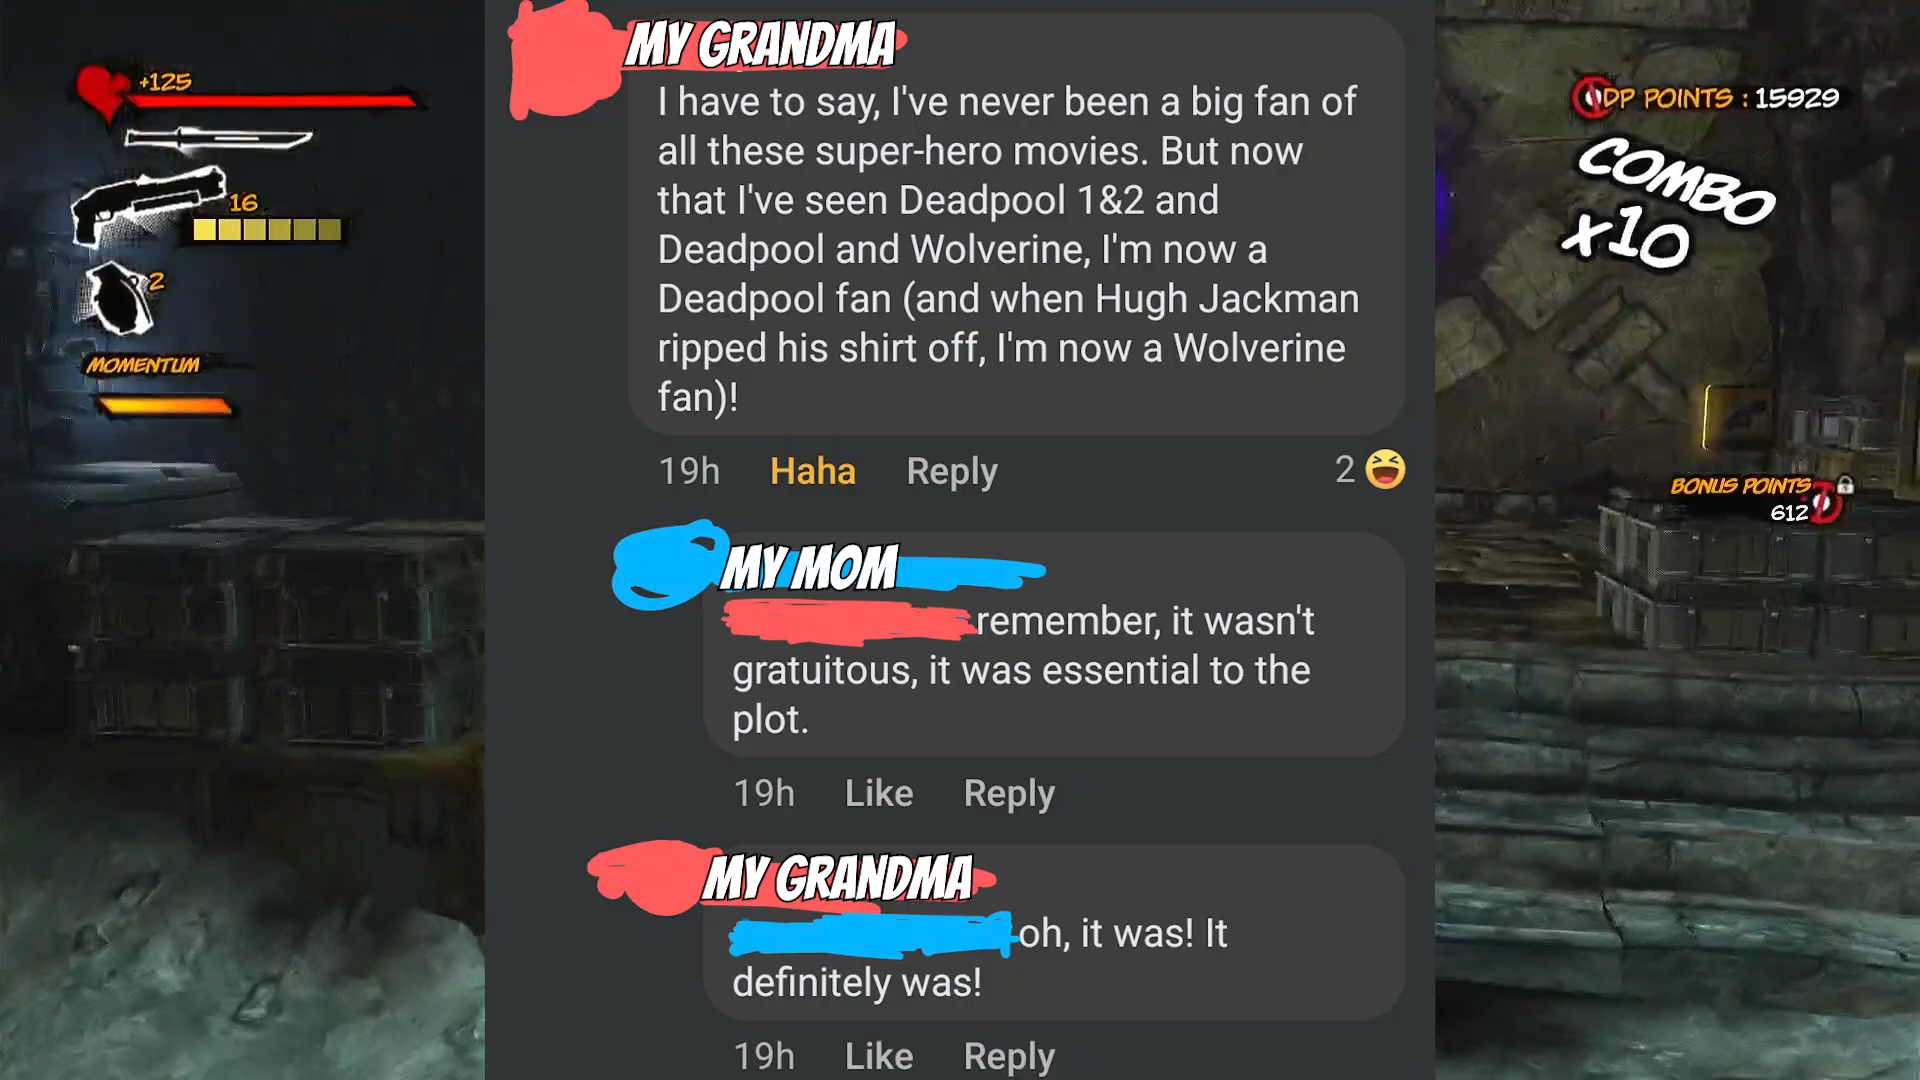 +125
16
2
MOMENTUM
MY GRANDMA
I have to say, I've never been a big fan of
all these super-hero movies. But now
that I've seen Deadpool 1&2 and
Deadpool and Wolverine, I'm now a
Deadpool fan (and when Hugh Jackman
ripped his shirt off, I'm now a Wolverine
fan)!
19h Haha Reply 2
MY MOM
remember, it wasn't
gratuitous, it was essential to the
plot.
19h Like Reply
MY GRANDMA
oh, it was! It
definitely was!
19h Like Reply
DP POINTS : 15929
COMBO
x10
BONUS POINTS
612